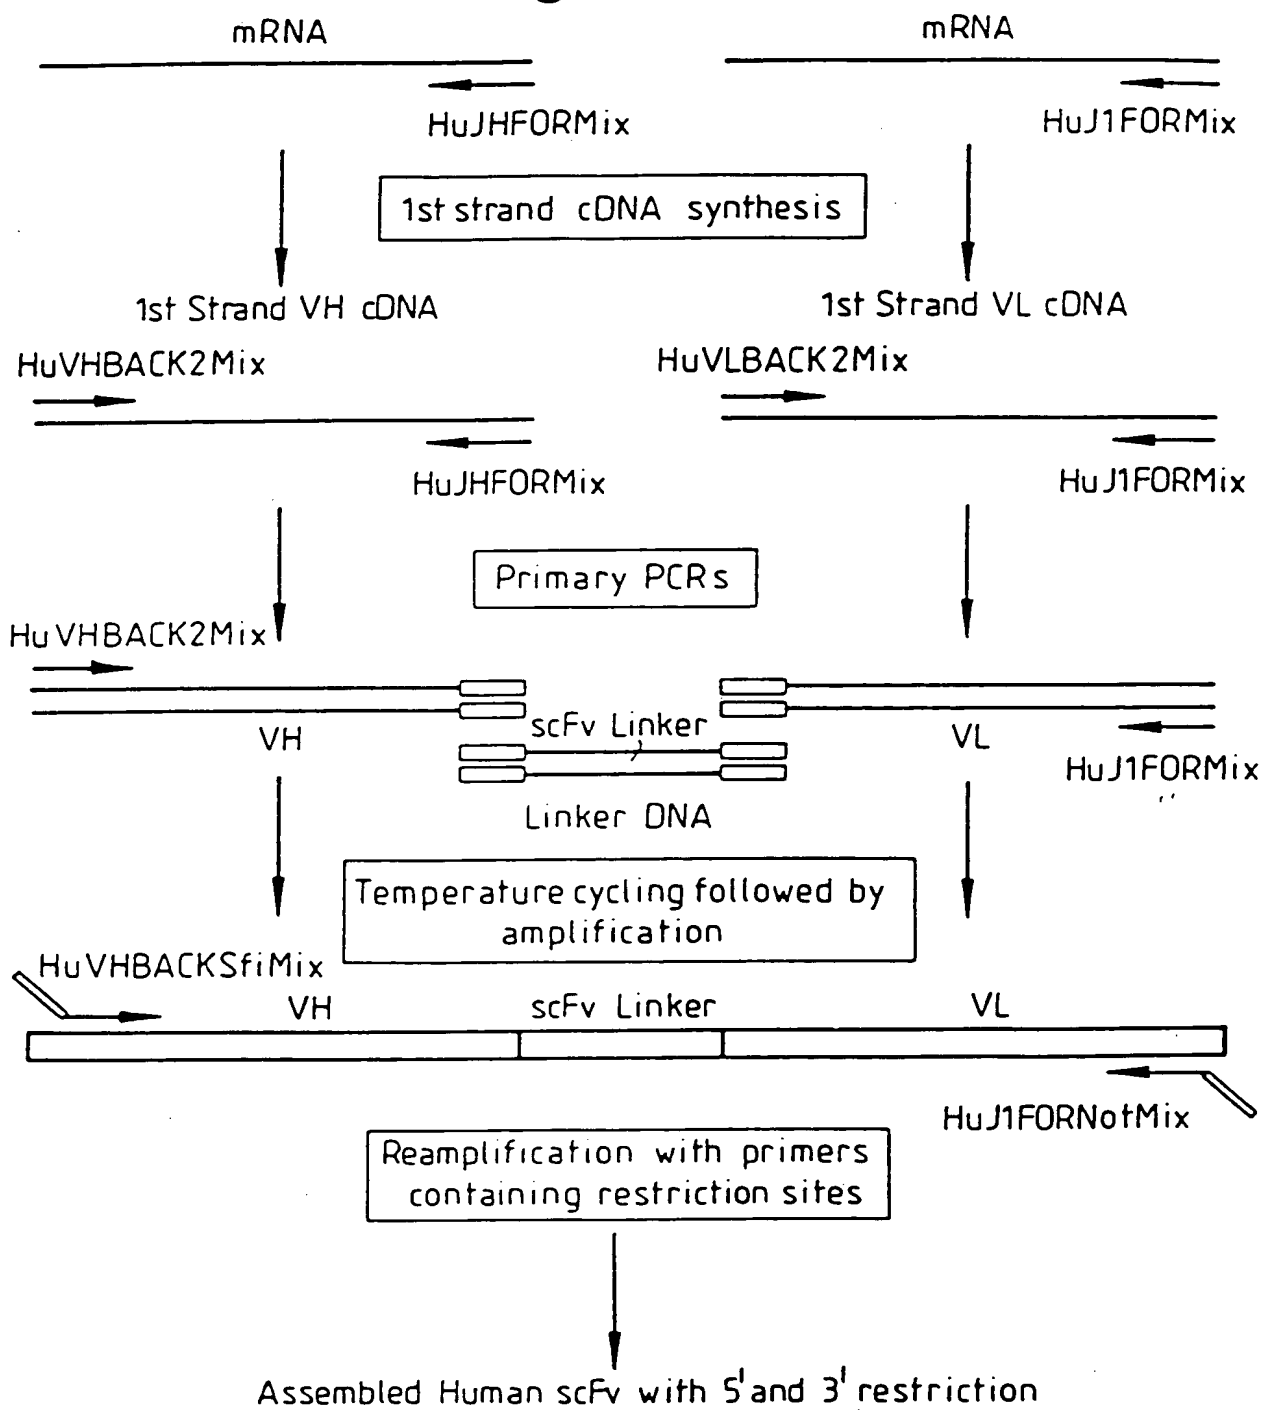 mRNA
mRNA
HuJHFORMix
HuJ1FORMix
1st strand cDNA synthesis
1st Strand VH cDNA
1st Strand VL cDNA
HuVHBACK2Mix
HuVLBACK2Mix
HuJHFORMix
HuJ1FORMix
Primary PCRs
HuVHBACK2Mix
VH
scFv Linker
VL
HuJ1FORMix
Linker DNA
Temperature cycling followed by
amplification
HuVHBACKSfiMix
VH
scFv Linker
VL
HuJ1FORNotMix
Reamplification with primers
containing restriction sites
Assembled Human scFv with 5' and 3' restriction